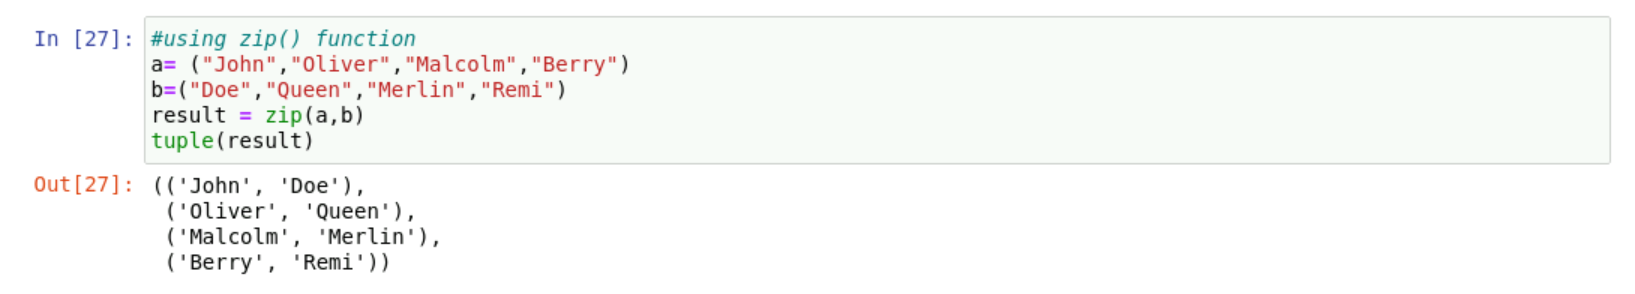 In [27]: #using zip() function
a= ("John","Oliver","Malcolm","Berry")
b=("Doe","Queen","Merlin","Remi")
result = zip(a,b)
tuple(result)
Out[27]: (('John', 'Doe'),
('Oliver', 'Queen'),
('Malcolm', 'Merlin'),
('Berry', 'Remi'))